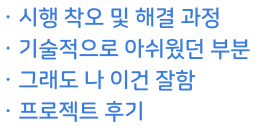 · 시행 착오 및 해결 과정
· 기술적으로 아쉬웠던 부분
· 그래도 나 이건 잘함
· 프로젝트 후기